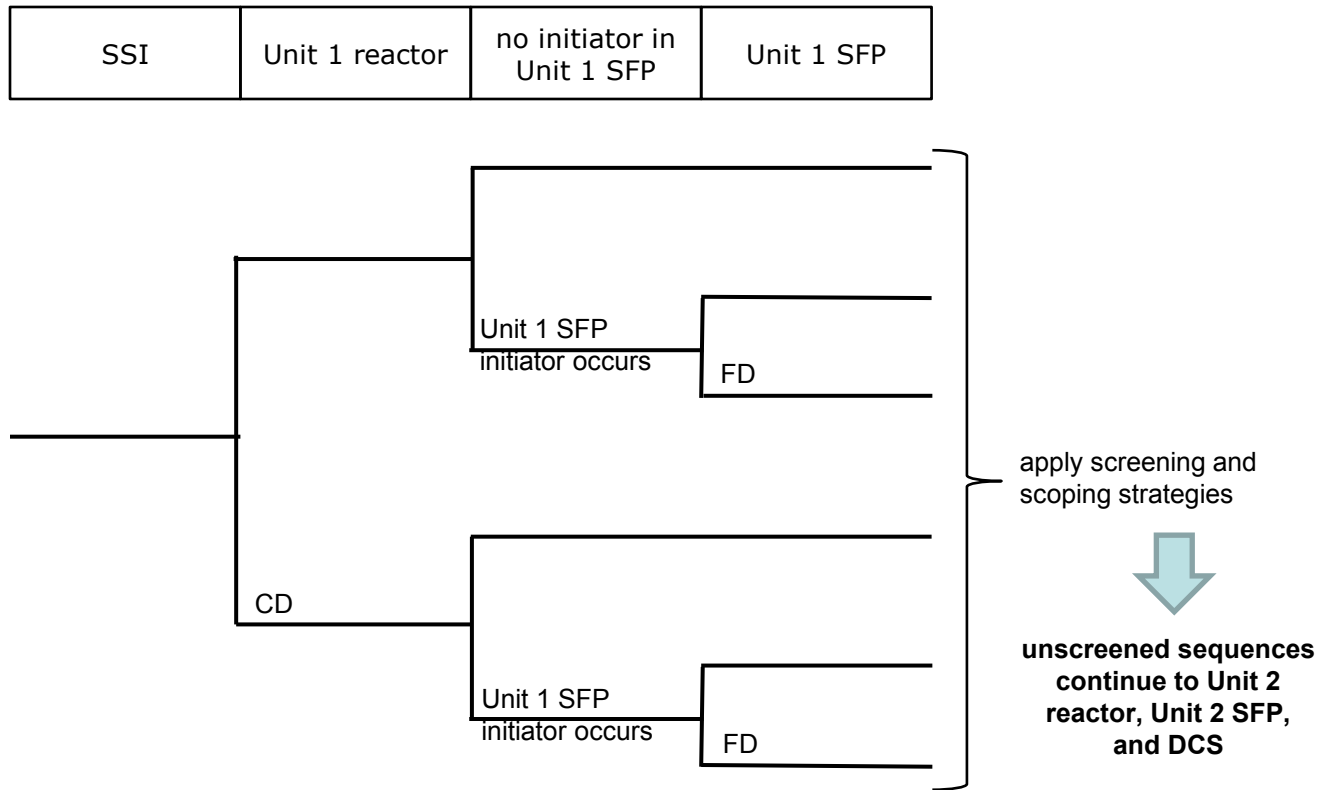 SSI
Unit 1 reactor
no initiator in
Unit 1 SFP
Unit 1 SFP
Unit 1 SFP
initiator occurs
FD
apply screening and
scoping strategies
CD
unscreened sequences
continue to Unit 2
reactor, Unit 2 SFP,
and DCS
Unit 1 SFP
initiator occurs
FD